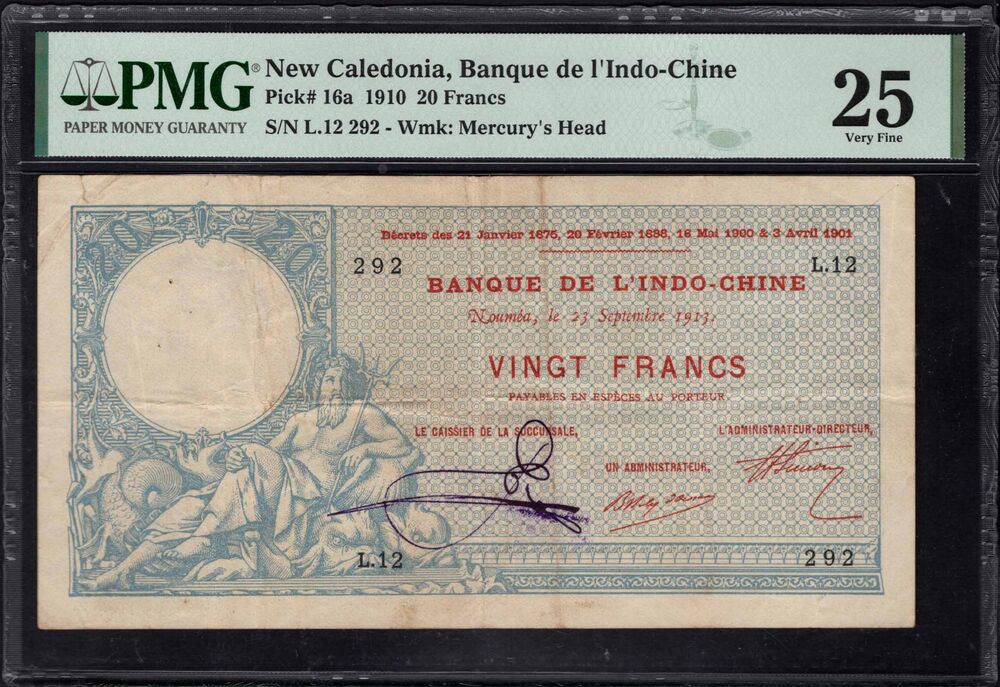 PMG®
PAPER MONEY GUARANTY
New Caledonia, Banque de l'Indo-Chine
Pick# 16a 1910 20 Francs
S/N L.12 292 - Wmk: Mercury's Head
25
Very Fine
20
20
Décrets des 21 Janvier 1875, 20 Février 1888, 16 Mai 1900 & 3 Avril 1901
292
L.12
BANQUE DE L'INDO-CHINE
Nouméa, le 23 Septembre 1913.
VINGT FRANCS
PAYABLES EN ESPÈCES AU PORTEUR
LE CAISSIER DE LA SUCCURSALE,
L'ADMINISTRATEUR-DIRECTEUR,
UN ADMINISTRATEUR,
L.12
292